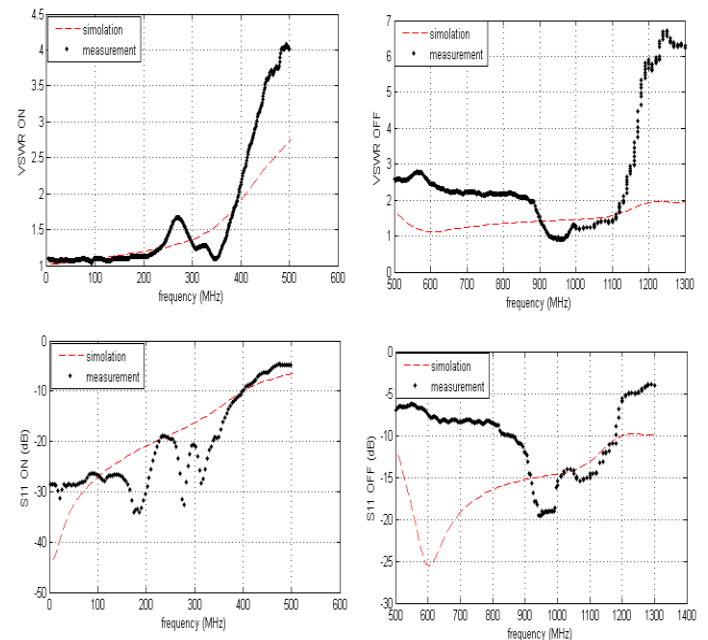 simolation
measurement
VSWR ON
4.5
4
3.5
3
2.5
2
1.5
1
0 100 200 300 400 500 600
frequency (MHz)
simolation
measurement
VSWR OFF
7
6
5
4
3
2
1
0
500 600 700 800 900 1000 1100 1200 1300
frequency (MHz)
simolation
measurement
S11 ON (dB)
0
-10
-20
-30
-40
-50
0 100 200 300 400 500 600
frequency (MHz)
simolation
measurement
S11 OFF (dB)
0
-5
-10
-15
-20
-25
-30
500 600 700 800 900 1000 1100 1200 1300
frequency (MHz)